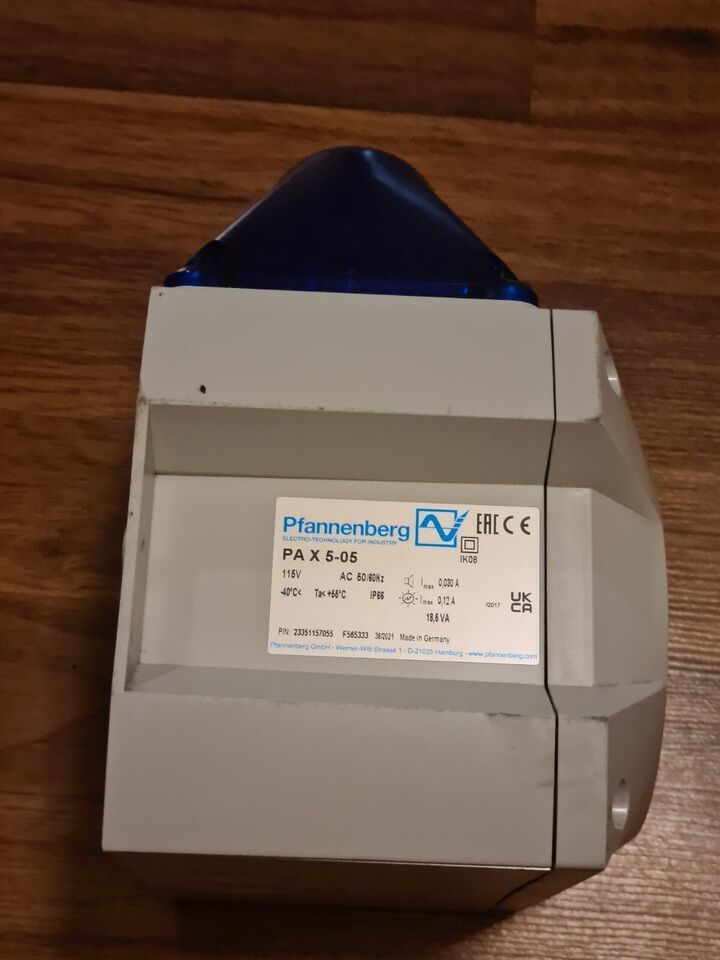 Pfannenberg
ELECTRO-TECHNOLOGY FOR INDUSTRY
EAC CE
PA X 5-05
IK08
115V AC 50/60Hz Imax 0,030 A
-40°C< Ta< +55°C IP66 Imax 0,12 A
/2017 UK CA
18,5 VA
P/N: 23351157055 F565333 38/2021 Made in Germany
Pfannenberg GmbH - Werner-Witt-Strasse 1 - D-21035 Hamburg - www.pfannenberg.com